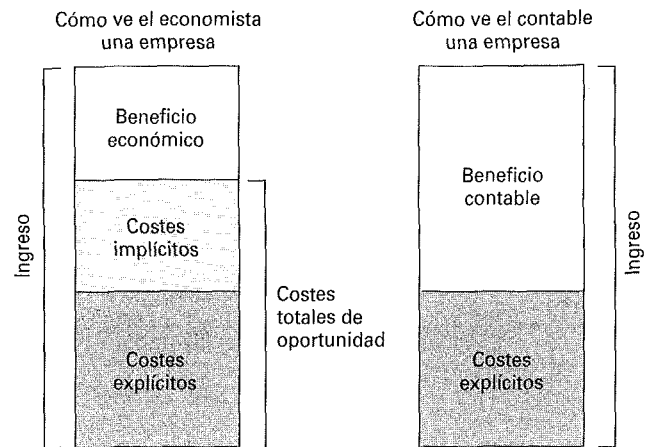 Cómo ve el economista
una empresa
Ingreso
Beneficio
económico
Costes
implícitos
Costes
explícitos
Costes
totales de
oportunidad
Cómo ve el contable
una empresa
Beneficio
contable
Costes
explícitos
Ingreso